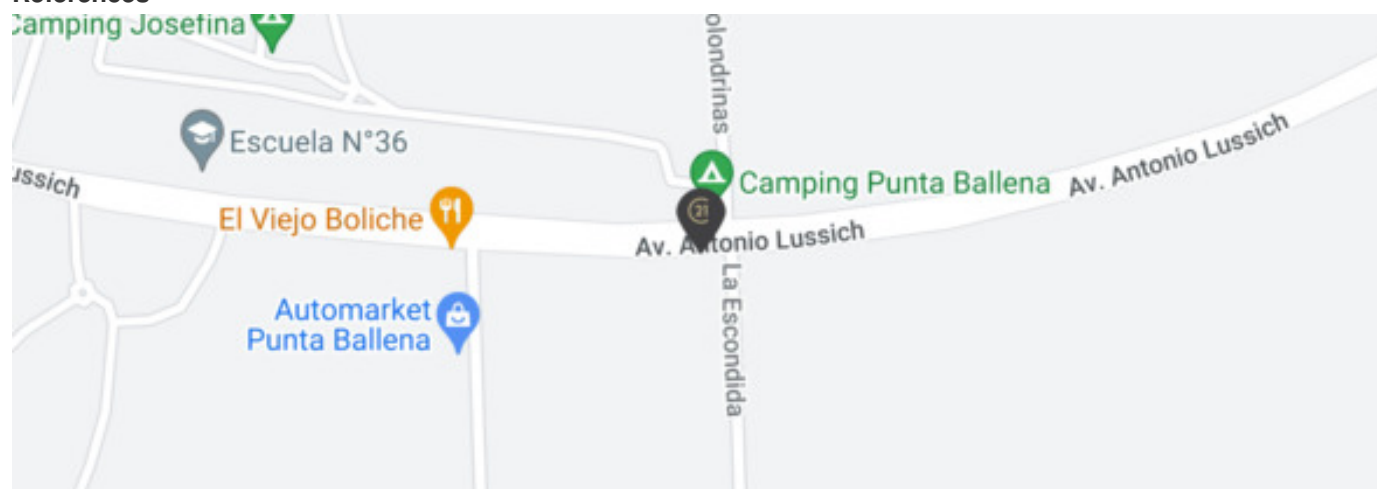 Camping Josefina
olondrinas
Escuela N°36
ussich
Camping Punta Ballena
Av. Antonio Lussich
El Viejo Boliche
21
Av. Antonio Lussich
La Escondida
Automarket
Punta Ballena